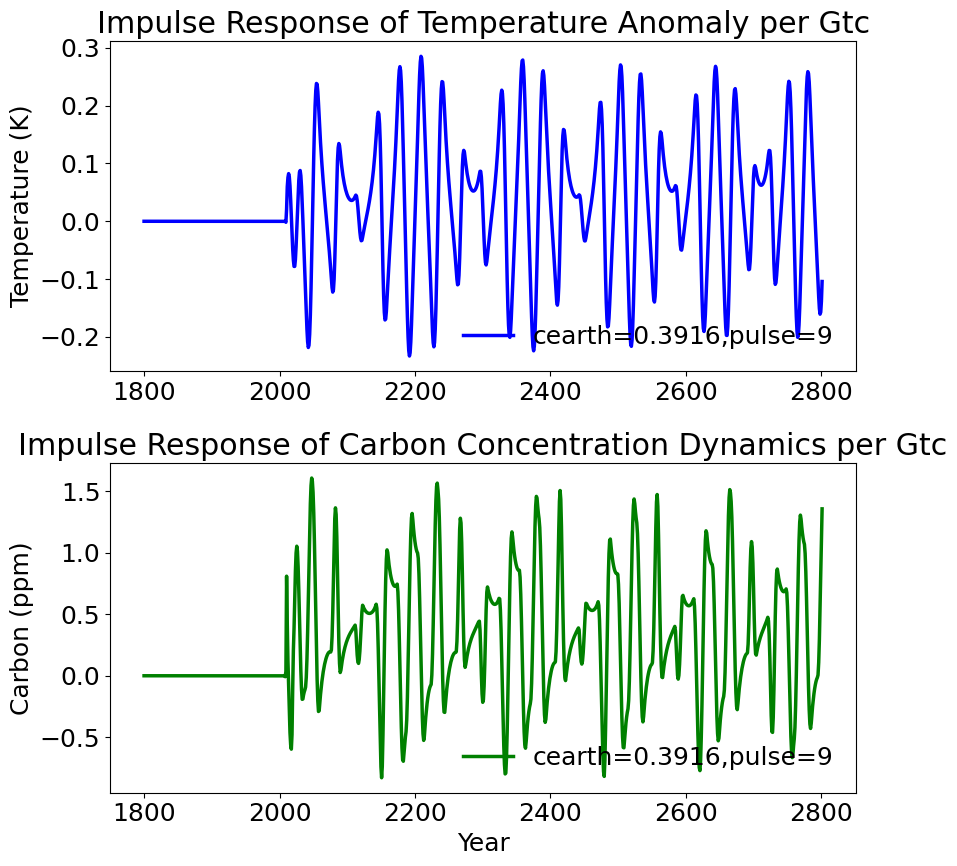 Impulse Response of Temperature Anomaly per Gtc
0.3
0.2
0.1
0.0
−0.1
−0.2
Temperature (K)
cearth=0.3916,pulse=9
1800 2000 2200 2400 2600 2800
Impulse Response of Carbon Concentration Dynamics per Gtc
1.5
1.0
0.5
0.0
−0.5
Carbon (ppm)
cearth=0.3916,pulse=9
1800 2000 2200 2400 2600 2800
Year